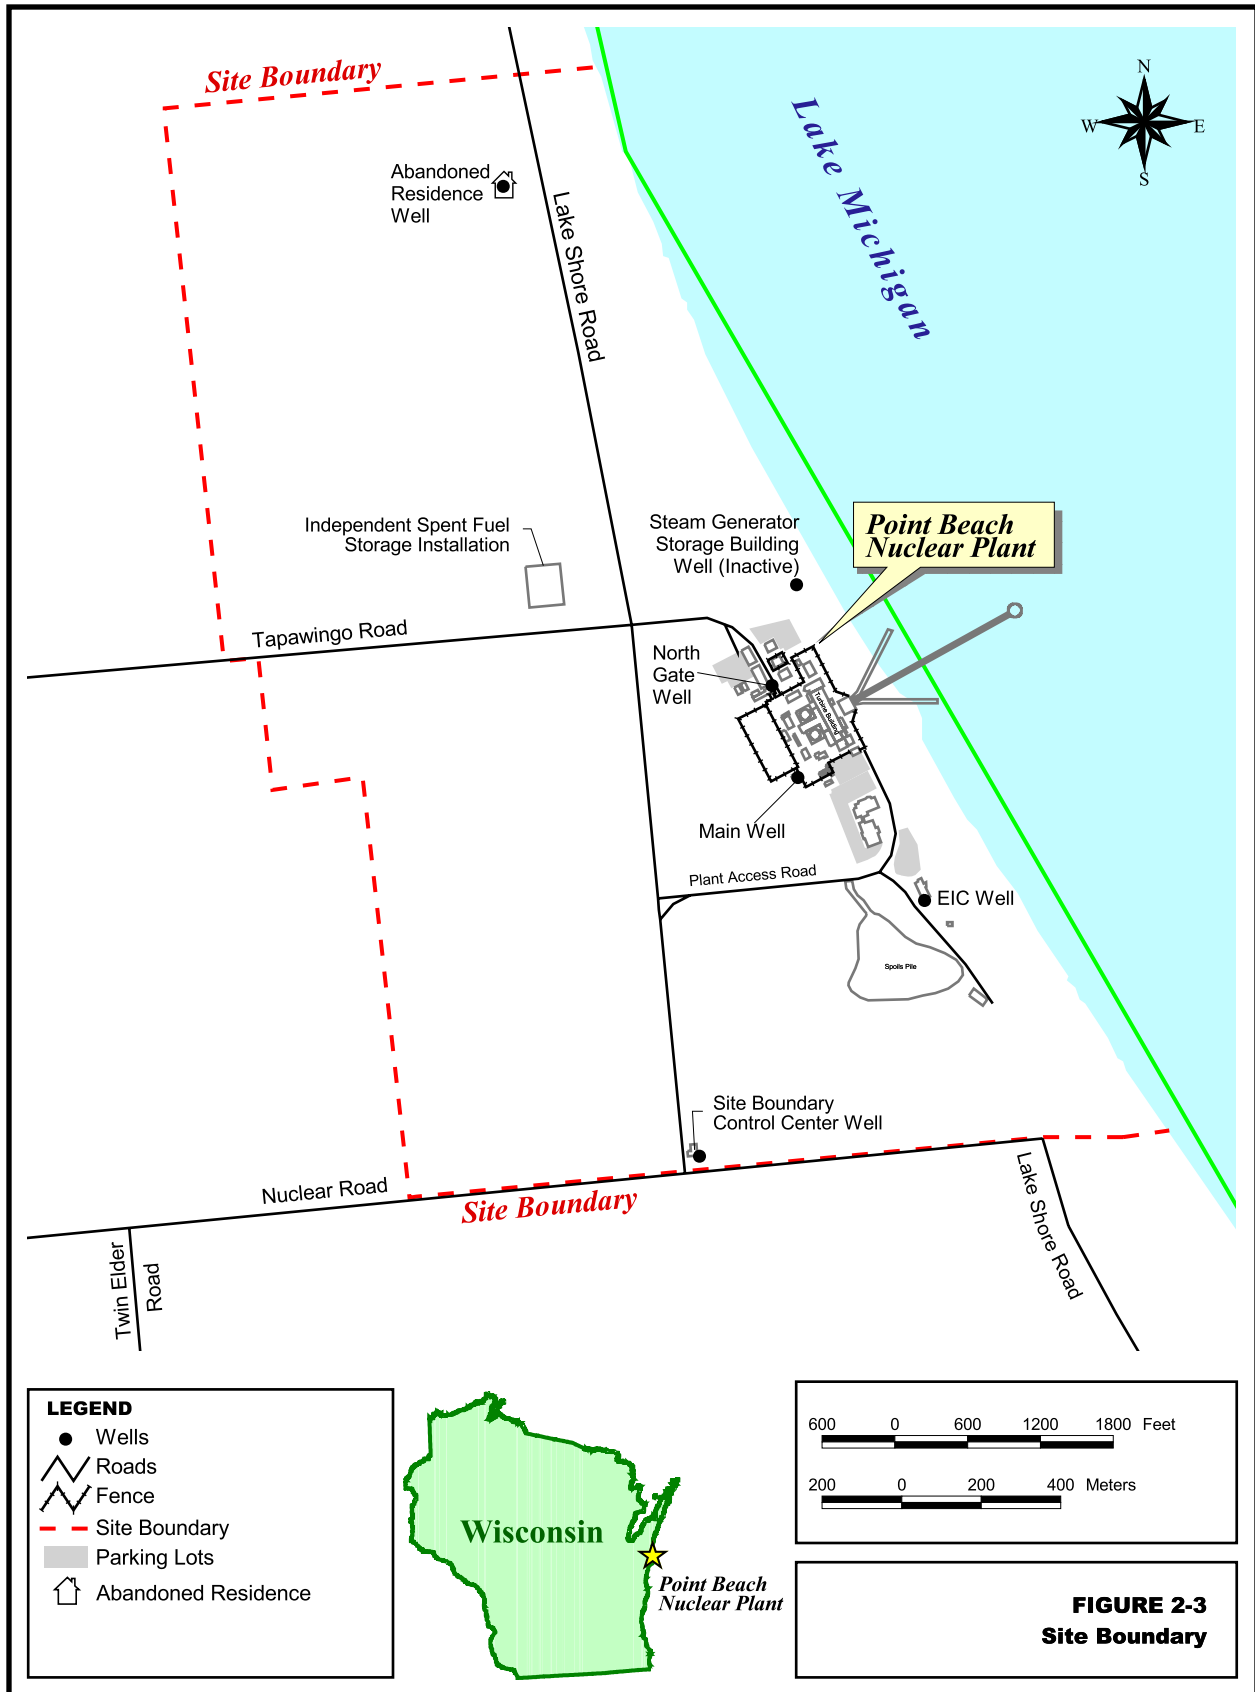 Site Boundary
N
W
E
S
Lake Michigan
Abandoned
Residence
Well
Lake Shore Road
Independent Spent Fuel
Storage Installation
Steam Generator
Storage Building
Well (Inactive)
Point Beach
Nuclear Plant
Tapawingo Road
North
Gate
Well
Turbine Building
Main Well
Plant Access Road
EIC Well
Spoils Pile
Site Boundary
Control Center Well
Nuclear Road
Site Boundary
Lake Shore Road
Twin Elder
Road
LEGEND
Wells
Roads
Fence
Site Boundary
Parking Lots
Abandoned Residence
Wisconsin
Point Beach
Nuclear Plant
600 0 600 1200 1800 Feet
200 0 200 400 Meters
FIGURE 2-3
Site Boundary